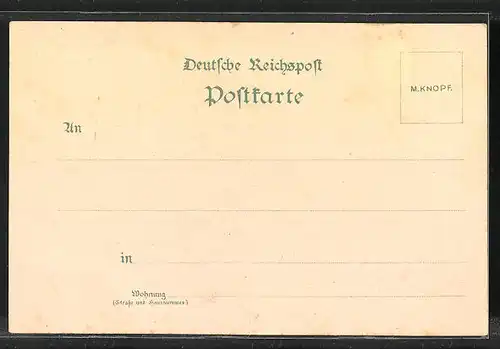 Deutsche Reichspost
Postkarte
M. KNOPF.
An
in
Wohnung
(Straße und Hausnummer)